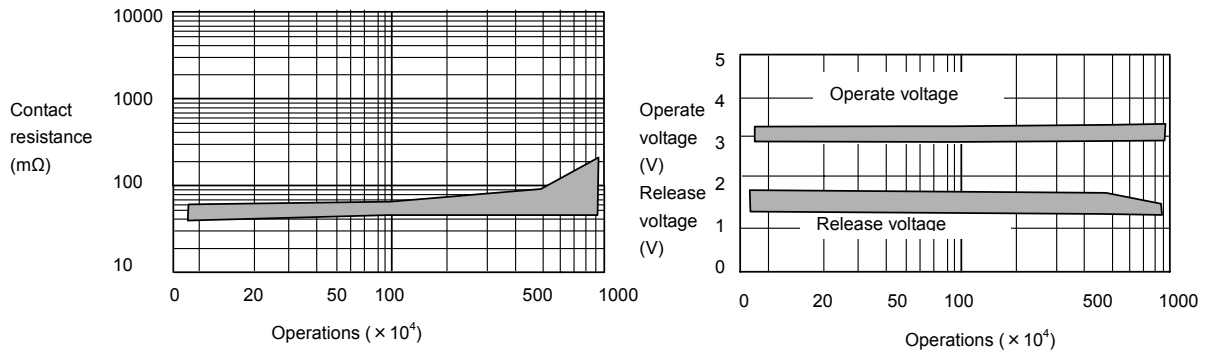 10000
1000
100
10
Contact
resistance
(mΩ)
0 20 50 100 500 1000
Operations (×10⁴)
5
4
3
2
1
0
Operate
voltage
(V)
Release
voltage
(V)
Operate voltage
Release voltage
0 20 50 100 500 1000
Operations (×10⁴)